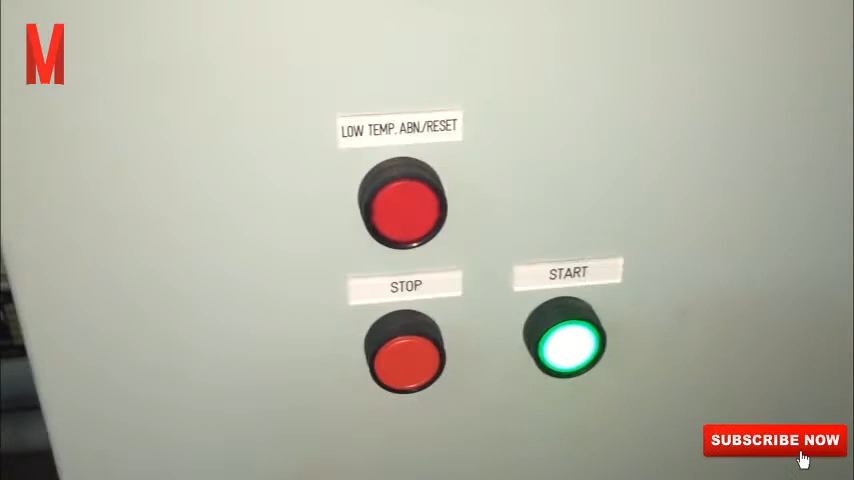 M
LOW TEMP. ABN/RESET
STOP
START
SUBSCRIBE NOW